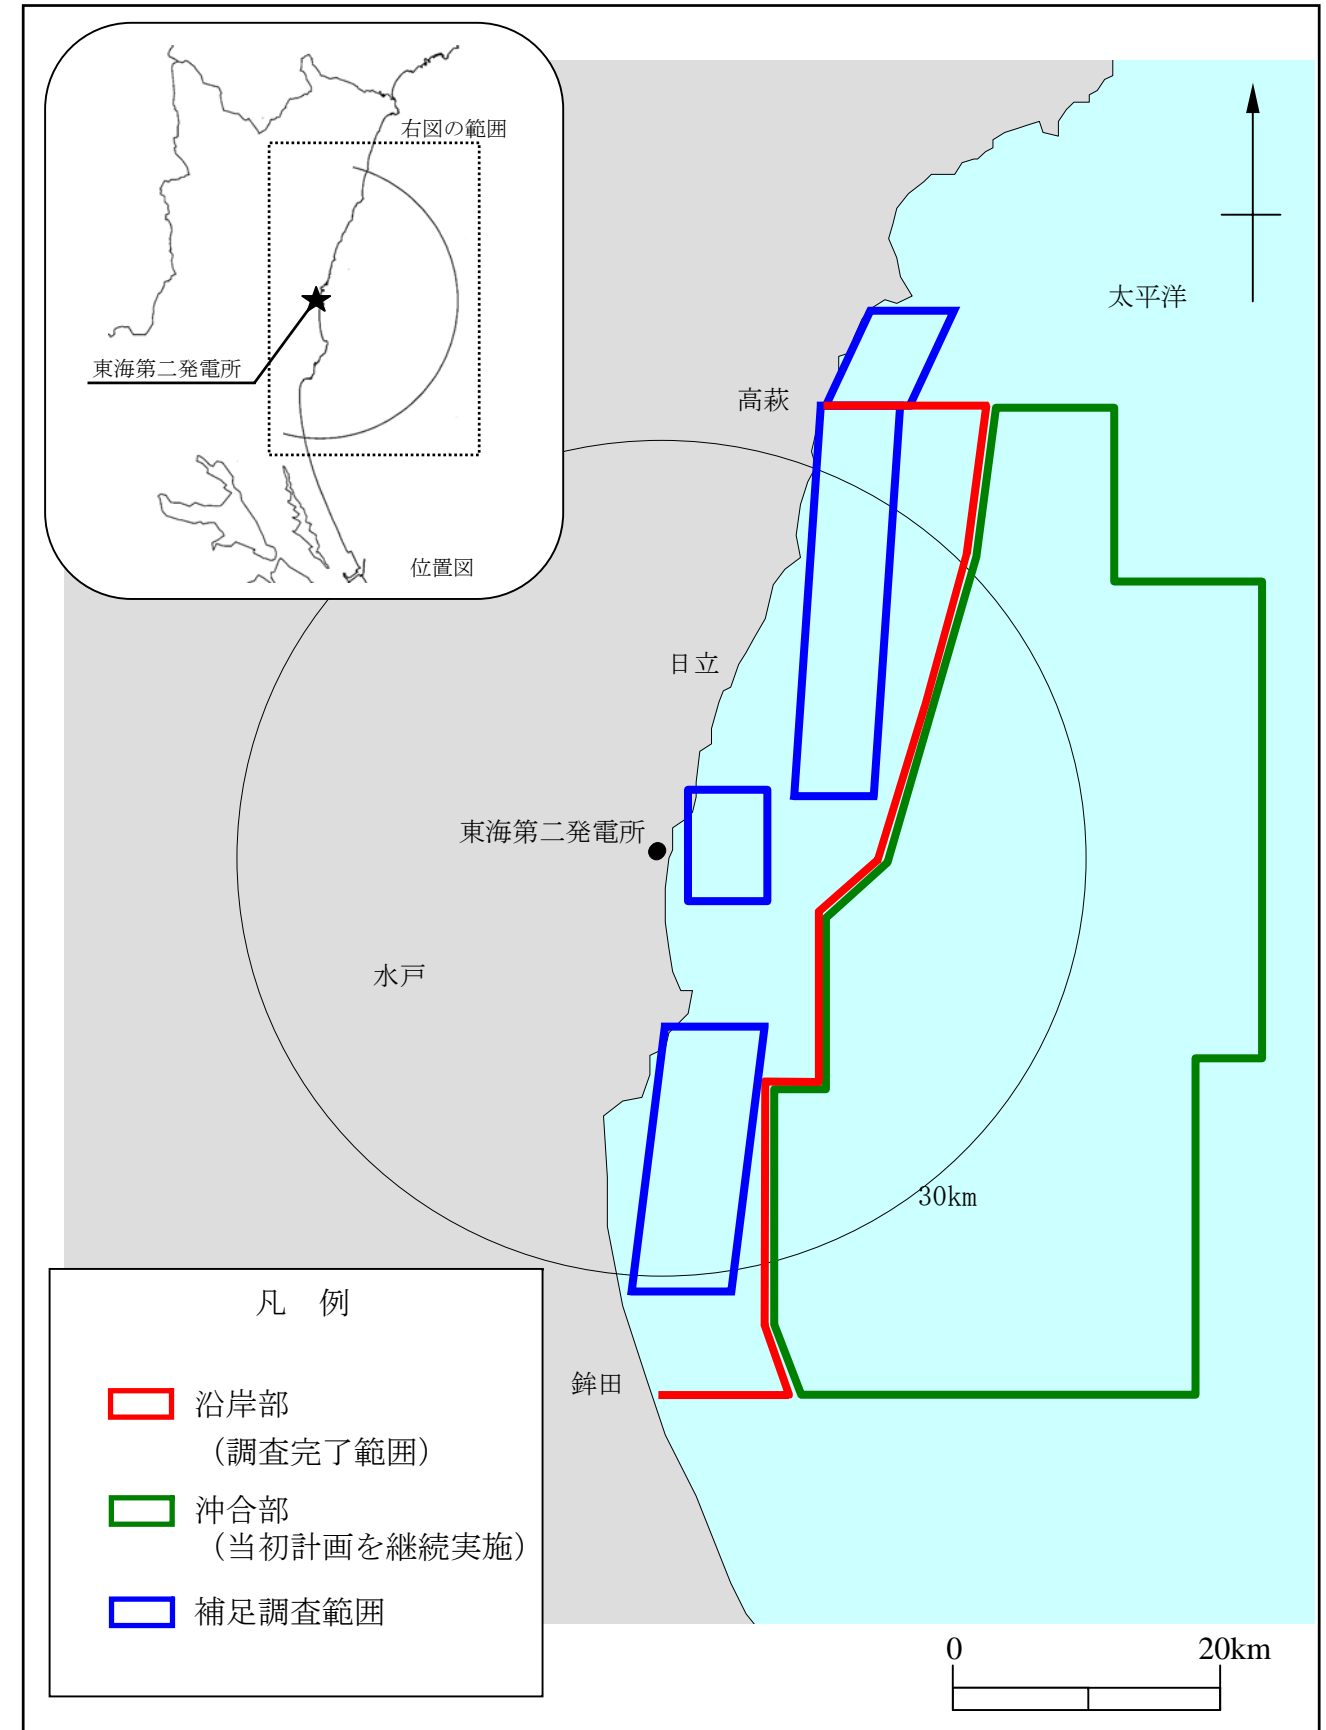 右図の範囲
東海第二発電所
位置図
太平洋
高萩
日立
東海第二発電所
水戸
30km
鉾田
凡 例
沿岸部
（調査完了範囲）
沖合部
（当初計画を継続実施）
補足調査範囲
0 20km